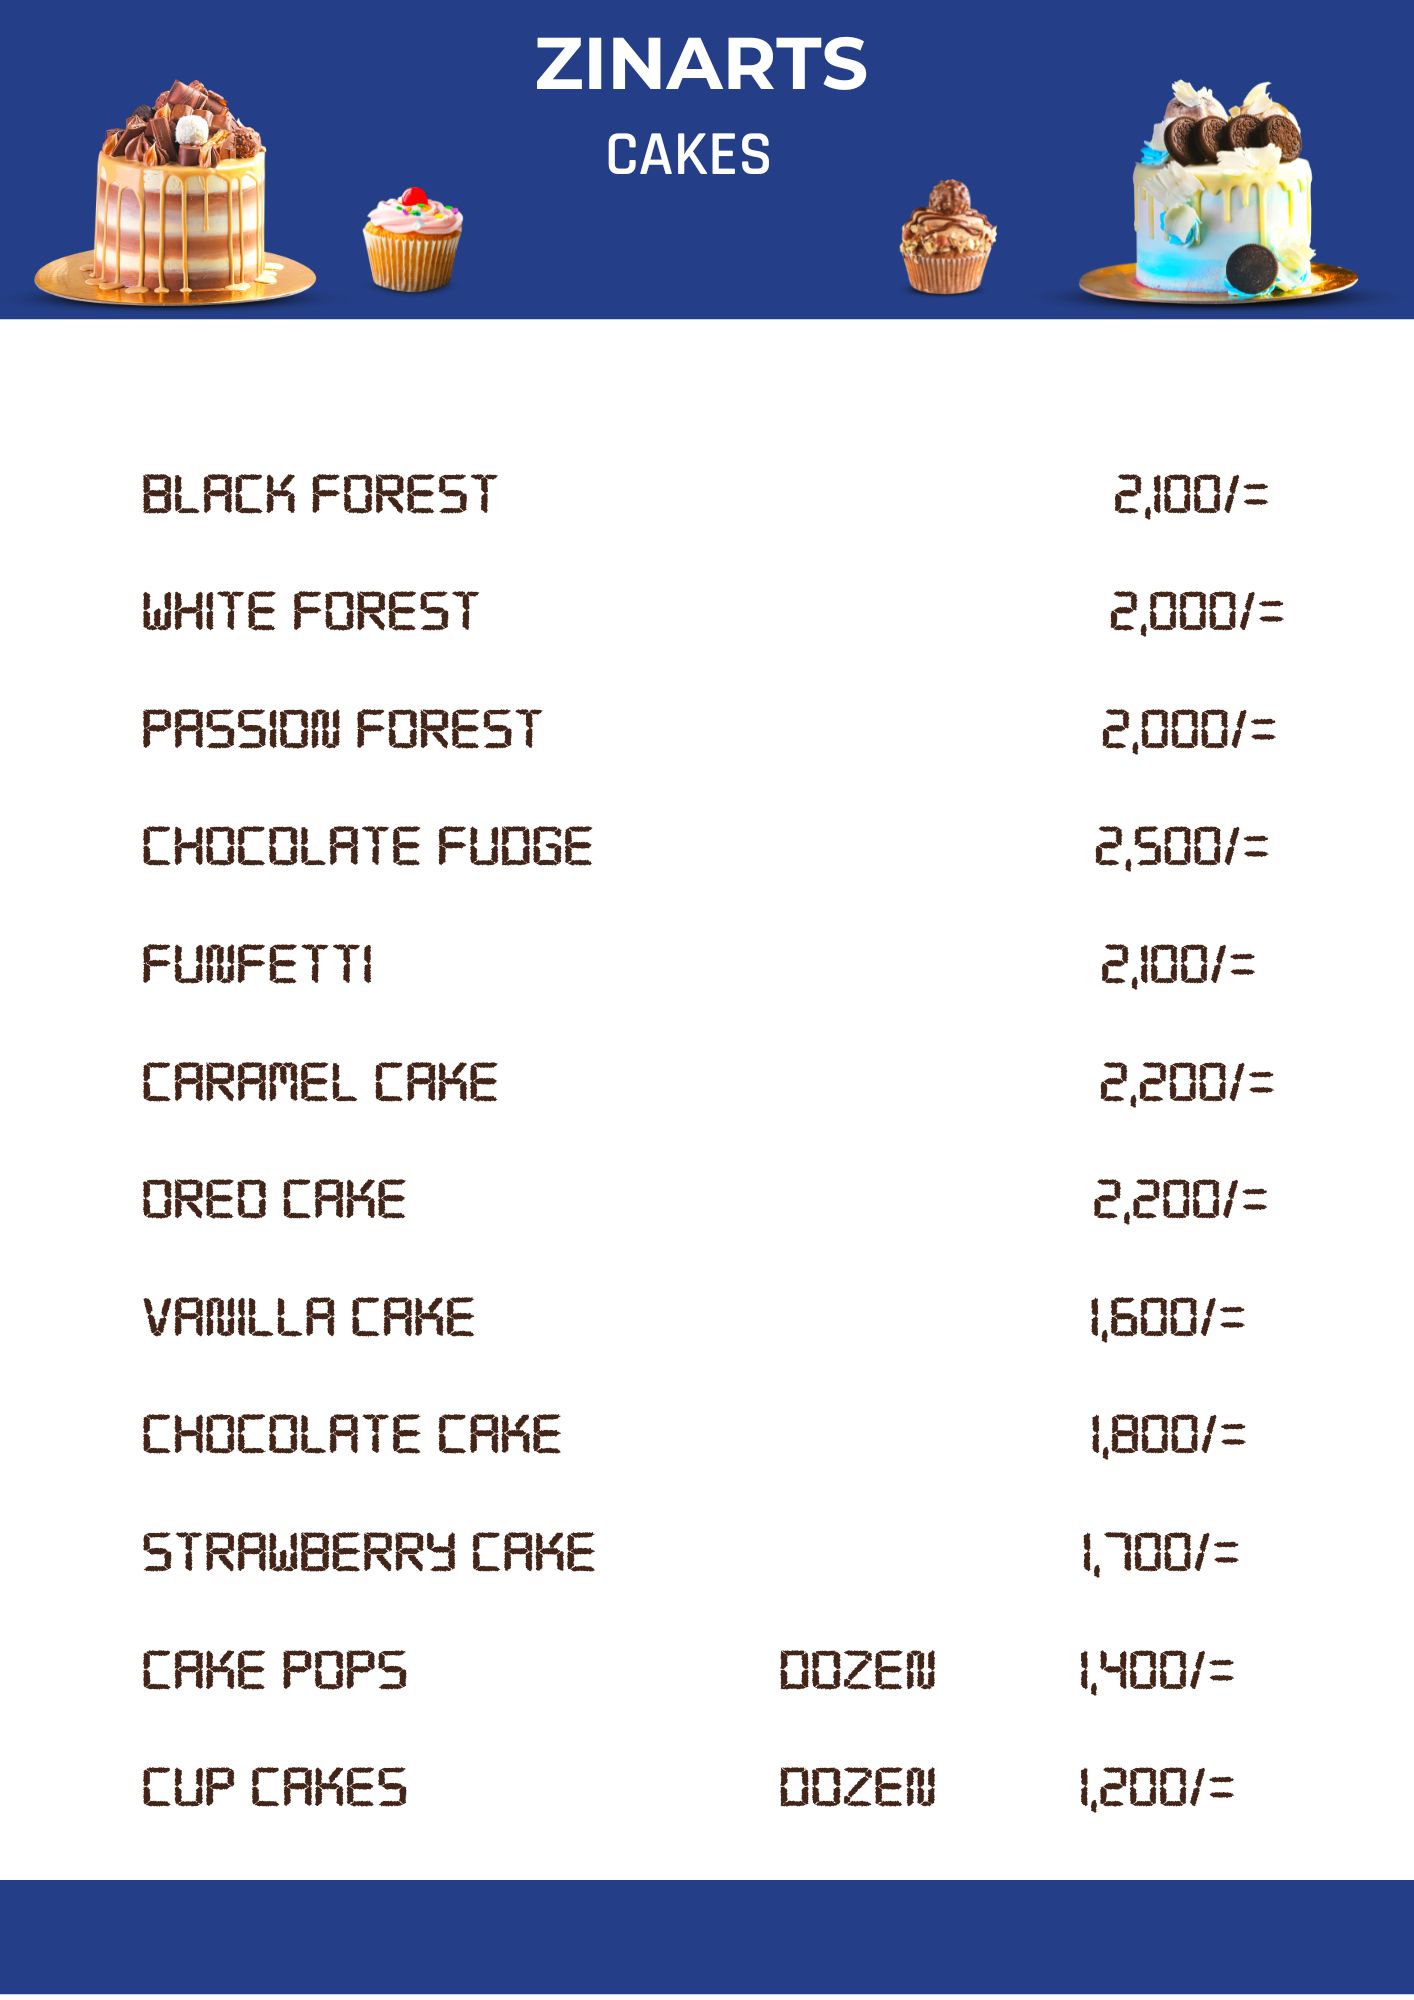 ZINARTS
CAKES
BLACK FOREST 2,100/=
WHITE FOREST 2,000/=
PASSION FOREST 2,000/=
CHOCOLATE FUDGE 2,500/=
FUNFETTI 2,100/=
CARAMEL CAKE 2,200/=
OREO CAKE 2,200/=
VANILLA CAKE 1,600/=
CHOCOLATE CAKE 1,800/=
STRAWBERRY CAKE 1,700/=
CAKE POPS DOZEN 1,400/=
CUP CAKES DOZEN 1,200/=